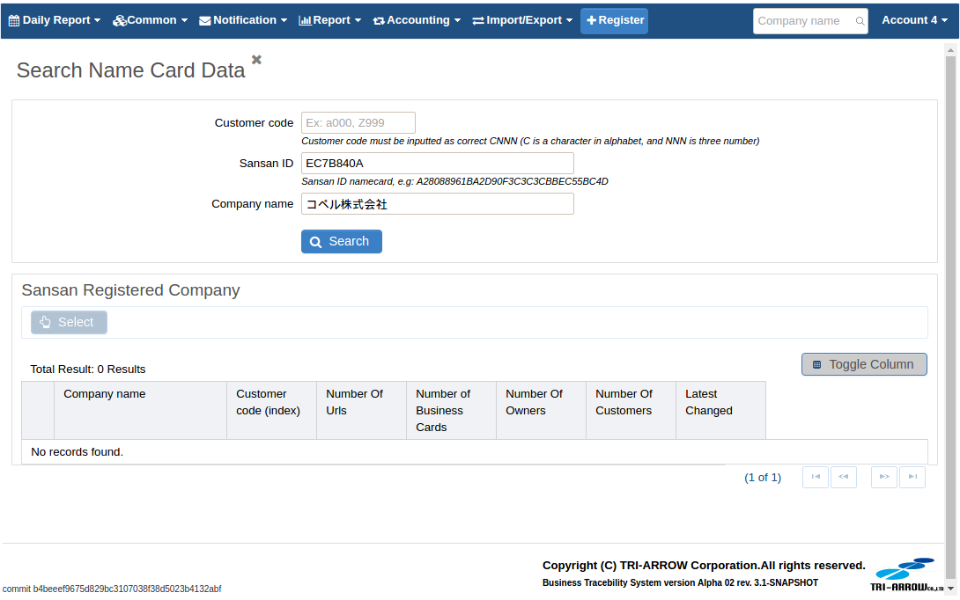 Daily Report Common Notification Report Accounting Import/Export Register Company name Account 4
Search Name Card Data
Customer code Ex: a000, Z999
Customer code must be inputted as correct CNNN (C is a character in alphabet, and NNN is three number)
Sansan ID EC7B840A
Sansan ID namecard, e.g: A28088961BA2D90F3C3C3CBBEC55BC4D
Company name コペル株式会社
Search
Sansan Registered Company
Select
Total Result: 0 Results
Toggle Column
Company name Customer code (index) Number Of Urls Number of Business Cards Number Of Owners Number Of Customers Latest Changed
No records found.
(1 of 1)
Copyright (C) TRI-ARROW Corporation.All rights reserved.
Business Tracebility System version Alpha 02 rev. 3.1-SNAPSHOT
TRI-ARROW
commit b4beeef9675d829bc3107038f38d5023b4132abf